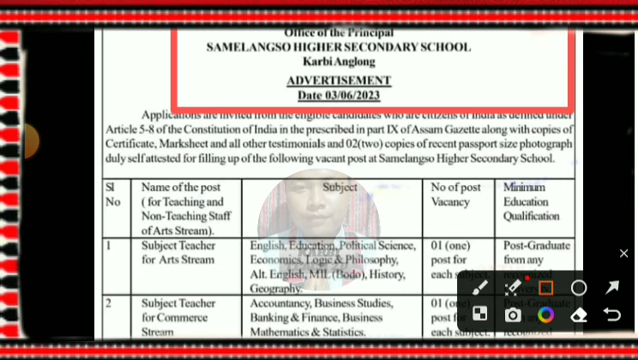 Office of the Principal
SAMELANGSO HIGHER SECONDARY SCHOOL
Karbi Anglong
ADVERTISEMENT
Date 03/06/2023
Applications are invited from the eligible candidates who are citizens of India as defined under
Article 5-8 of the Constitution of India in the prescribed in part IX of Assam Gazette along with copies of
Certificate, Marksheet and all other testimonials and 02(two) copies of recent passport size photograph
duly self attested for filling up of the following vacant post at Samelangso Higher Secondary School.
Sl No
Name of the post ( for Teaching and Non-Teaching Staff of Arts Stream).
Subject
No of post Vacancy
Minimum Education Qualification
1
Subject Teacher for Arts Stream
English, Education, Political Science, Economics, Logic & Philosophy, Alt. English, MIL (Bodo), History, Geography.
01 (one) post for each subject.
Post-Graduate from any
2
Subject Teacher for Commerce Stream
Accountancy, Business Studies, Banking & Finance, Business Mathematics & Statistics.
01 (one) post for each subject.